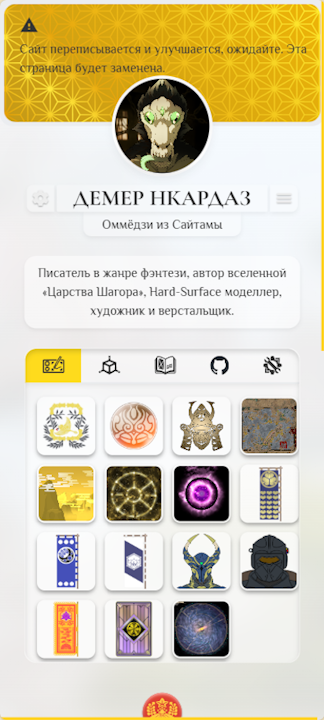 Сайт переписывается и улучшается, ожидайте. Эта
страница будет заменена.
ДЕМЕР НКАРДАЗ
Оммёдзи из Сайтамы
Писатель в жанре фэнтези, автор вселенной
«Царства Шагора», Hard-Surface моделлер,
художник и верстальщик.